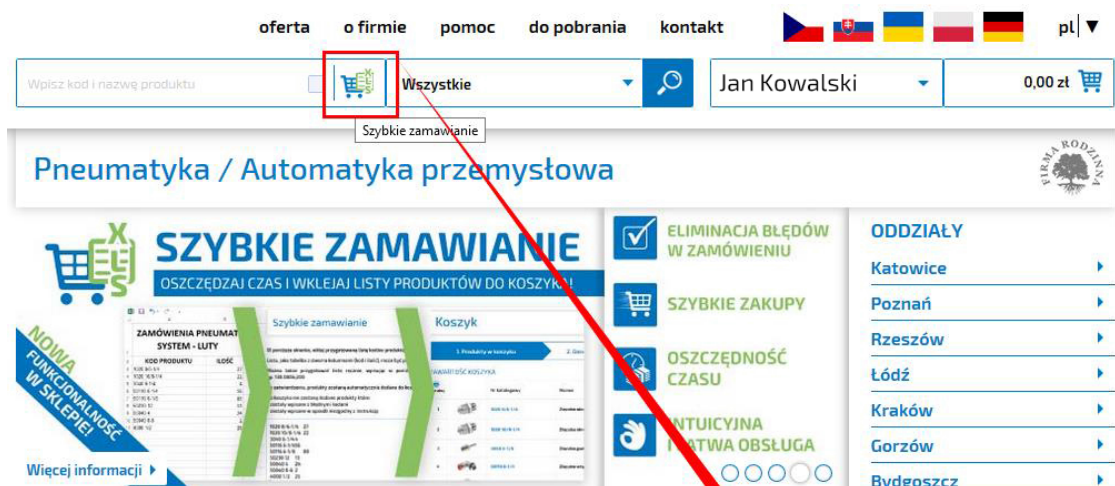 oferta o firmie pomoc do pobrania kontakt pl ▼
Wpisz kod i nazwę produktu XLS Wszystkie Jan Kowalski 0,00 zł
Szybkie zamawianie
Pneumatyka / Automatyka przemysłowa
FIRMA RODZINNA
XLS
SZYBKIE ZAMAWIANIE
OSZCZĘDZAJ CZAS I WKLEJAJ LISTY PRODUKTÓW DO KOSZYKA!
NOWA
FUNKCJONALNOŚĆ
W SKLEPIE!
ZAMÓWIENIA PNEUMAT
SYSTEM - LUTY
KOD PRODUKTU ILOŚĆ
Szybkie zamawianie
Koszyk
1. Produkty w koszyku
Więcej informacji
ELIMINACJA BŁĘDÓW
W ZAMÓWIENIU
SZYBKIE ZAKUPY
OSZCZĘDNOŚĆ
CZASU
INTUICYJNA
ŁATWA OBSŁUGA
ODDZIAŁY
Katowice
Poznań
Rzeszów
Łódź
Kraków
Gorzów
Bydgoszcz